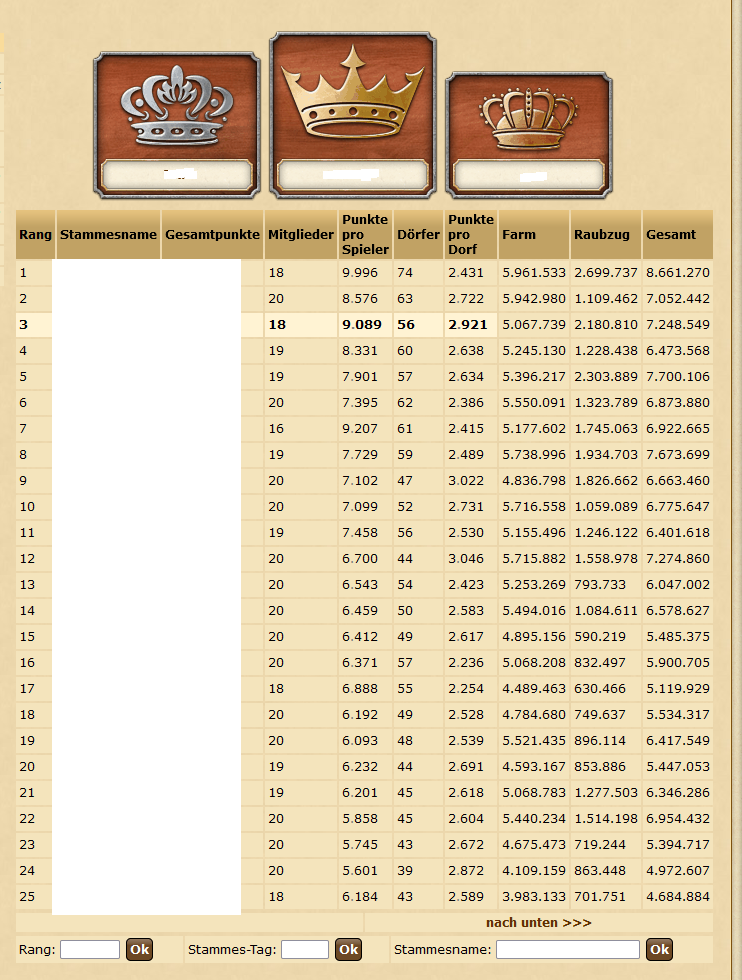 Rang Stammesname Gesamtpunkte Mitglieder Punkte pro Spieler Dörfer Punkte pro Dorf Farm Raubzug Gesamt
1 18 9.996 74 2.431 5.961.533 2.699.737 8.661.270
2 20 8.576 63 2.722 5.942.980 1.109.462 7.052.442
3 18 9.089 56 2.921 5.067.739 2.180.810 7.248.549
4 19 8.331 60 2.638 5.245.130 1.228.438 6.473.568
5 19 7.901 57 2.634 5.396.217 2.303.889 7.700.106
6 20 7.395 62 2.386 5.550.091 1.323.789 6.873.880
7 16 9.207 61 2.415 5.177.602 1.745.063 6.922.665
8 19 7.729 59 2.489 5.738.996 1.934.703 7.673.699
9 20 7.102 47 3.022 4.836.798 1.826.662 6.663.460
10 20 7.099 52 2.731 5.716.558 1.059.089 6.775.647
11 19 7.458 56 2.530 5.155.496 1.246.122 6.401.618
12 20 6.700 44 3.046 5.715.882 1.558.978 7.274.860
13 20 6.543 54 2.423 5.253.269 793.733 6.047.002
14 20 6.459 50 2.583 5.494.016 1.084.611 6.578.627
15 20 6.412 49 2.617 4.895.156 590.219 5.485.375
16 20 6.371 57 2.236 5.068.208 832.497 5.900.705
17 18 6.888 55 2.254 4.489.463 630.466 5.119.929
18 20 6.192 49 2.528 4.784.680 749.637 5.534.317
19 20 6.093 48 2.539 5.521.435 896.114 6.417.549
20 19 6.232 44 2.691 4.593.167 853.886 5.447.053
21 19 6.201 45 2.618 5.068.783 1.277.503 6.346.286
22 20 5.858 45 2.604 5.440.234 1.514.198 6.954.432
23 20 5.745 43 2.672 4.675.473 719.244 5.394.717
24 20 5.601 39 2.872 4.109.159 863.448 4.972.607
25 18 6.184 43 2.589 3.983.133 701.751 4.684.884
nach unten >>>
Rang: Ok Stammes-Tag: Ok Stammesname: Ok